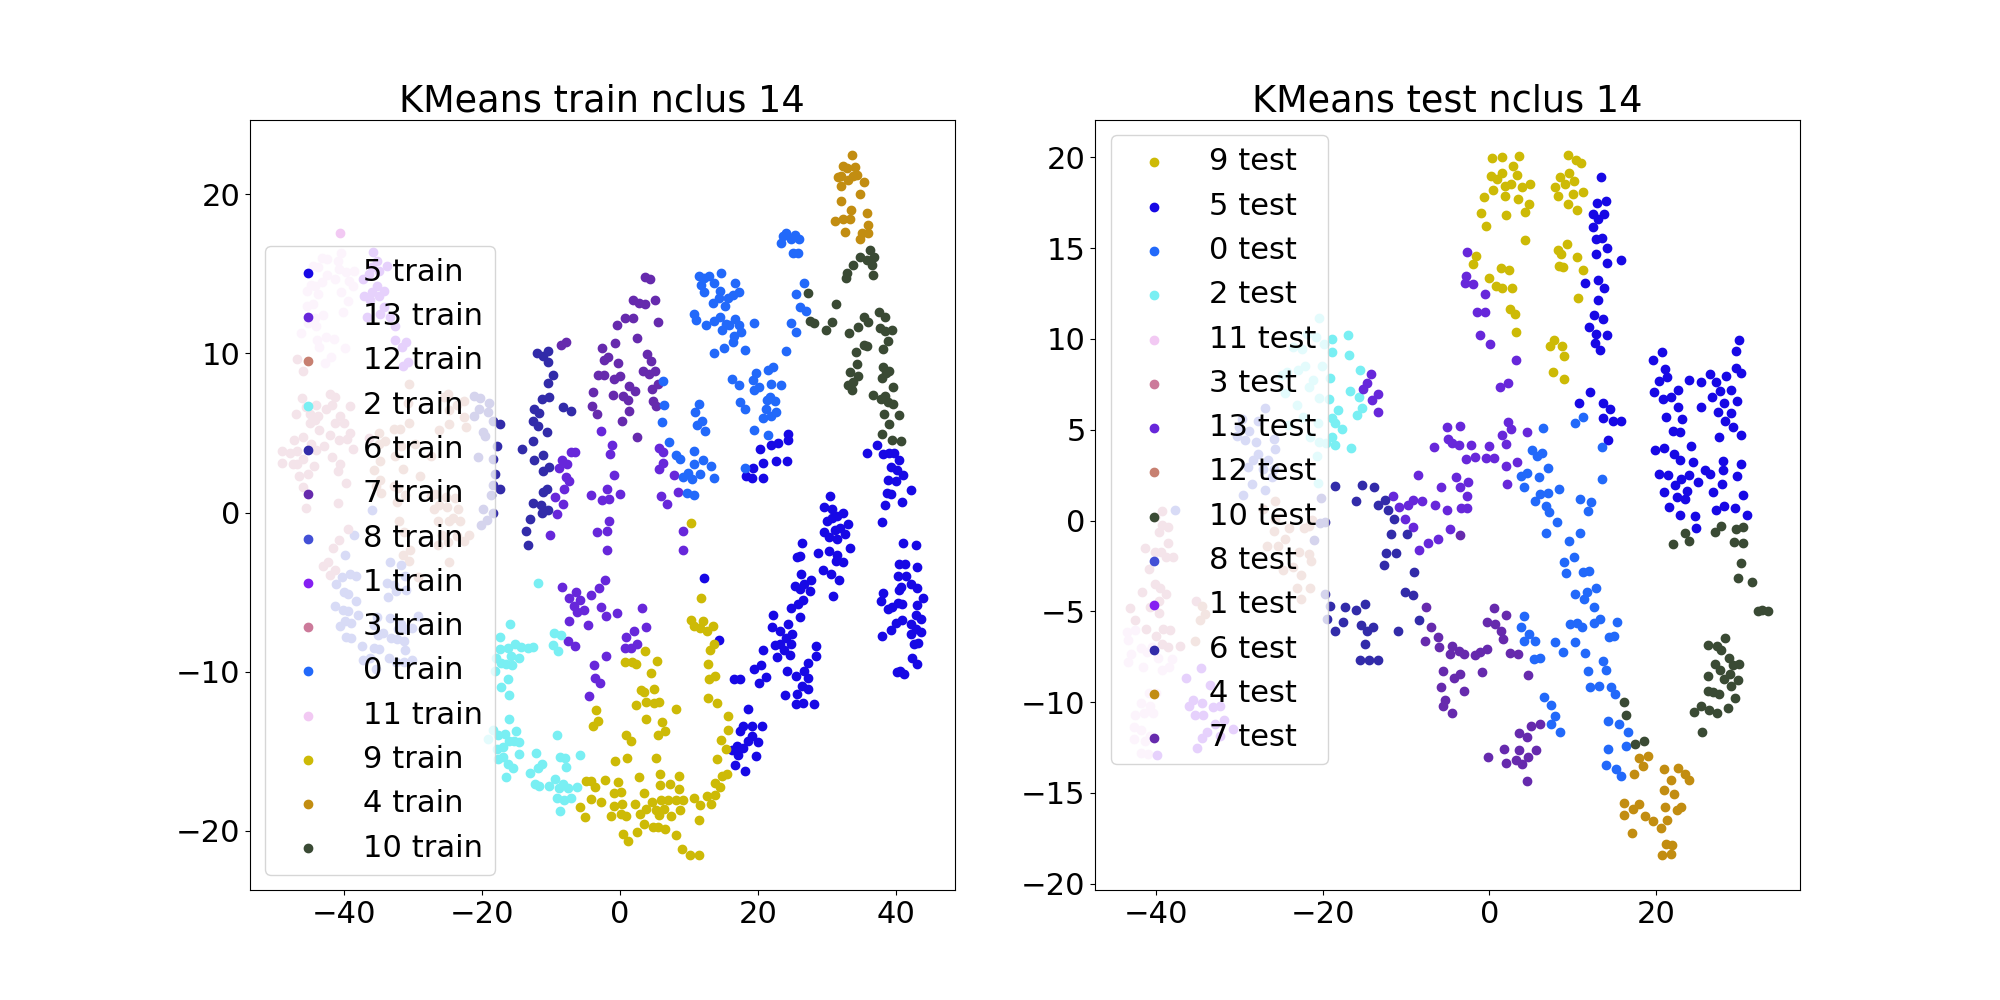 KMeans train nclus 14
20
10
0
−10
−20
−40
−20
0
20
40
5 train
13 train
12 train
2 train
6 train
7 train
8 train
1 train
3 train
0 train
11 train
9 train
4 train
10 train
KMeans test nclus 14
20
15
10
5
0
−5
−10
−15
−20
−40
−20
0
20
9 test
5 test
0 test
2 test
11 test
3 test
13 test
12 test
10 test
8 test
1 test
6 test
4 test
7 test